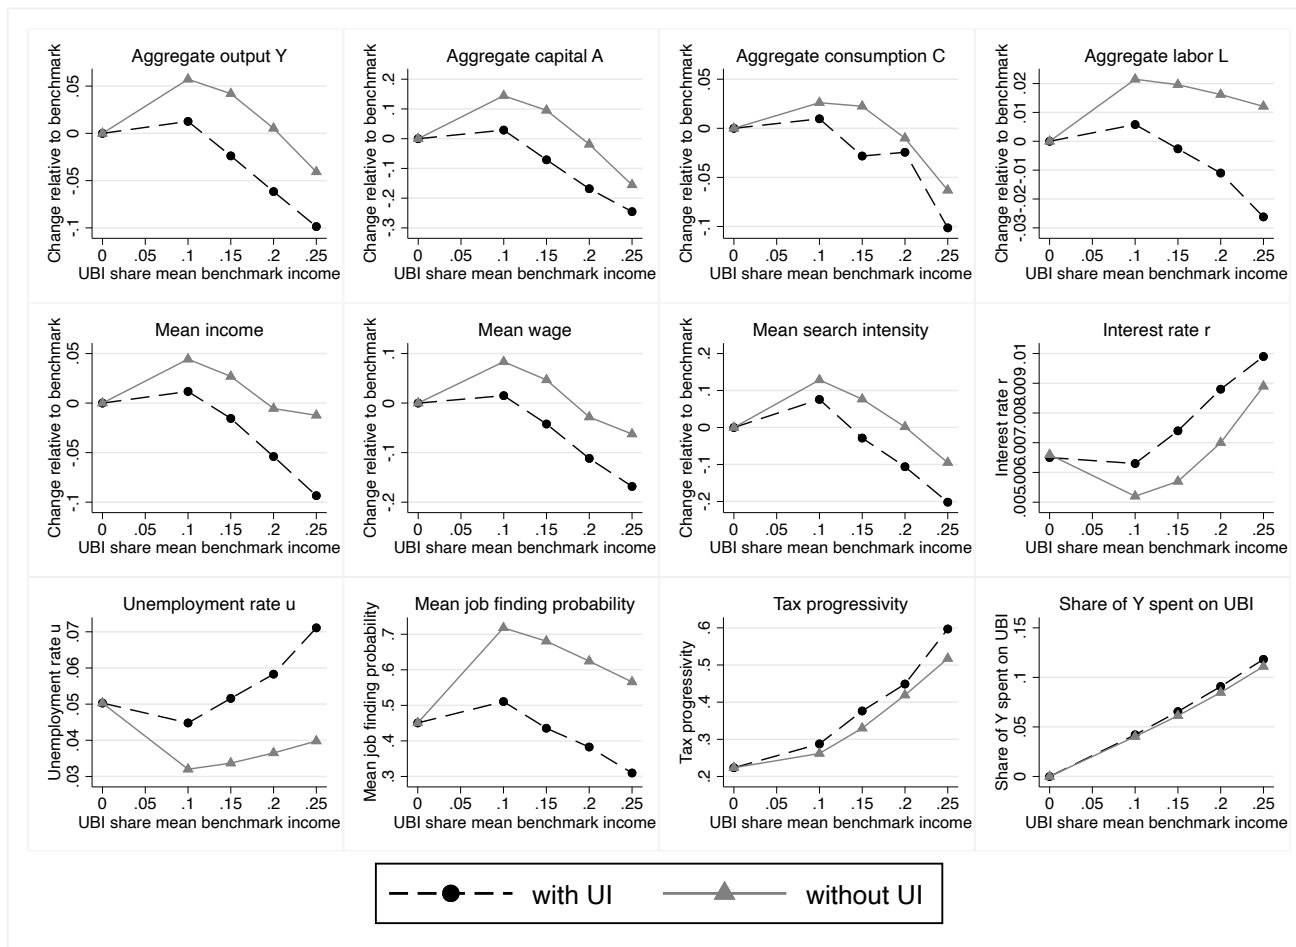 Aggregate output Y
Change relative to benchmark
-.1 -.05 0 .05
0 .05 .1 .15 .2 .25
UBI share mean benchmark income
Aggregate capital A
Change relative to benchmark
-.3 -.2 -.1 0 .1 .2
0 .05 .1 .15 .2 .25
UBI share mean benchmark income
Aggregate consumption C
Change relative to benchmark
-.1 -.05 0 .05
0 .05 .1 .15 .2 .25
UBI share mean benchmark income
Aggregate labor L
Change relative to benchmark
-.03 -.02 -.01 0 .01 .02
0 .05 .1 .15 .2 .25
UBI share mean benchmark income
Mean income
Change relative to benchmark
-.1 -.05 0 .05
0 .05 .1 .15 .2 .25
UBI share mean benchmark income
Mean wage
Change relative to benchmark
-.2 -.1 0 .1
0 .05 .1 .15 .2 .25
UBI share mean benchmark income
Mean search intensity
Change relative to benchmark
-.2 -.1 0 .1 .2
0 .05 .1 .15 .2 .25
UBI share mean benchmark income
Interest rate r
Interest rate r
.005 .006 .007 .008 .009 .01
0 .05 .1 .15 .2 .25
UBI share mean benchmark income
Unemployment rate u
Unemployment rate u
.03 .04 .05 .06 .07
0 .05 .1 .15 .2 .25
UBI share mean benchmark income
Mean job finding probability
Mean job finding probability
.3 .4 .5 .6 .7
0 .05 .1 .15 .2 .25
UBI share mean benchmark income
Tax progressivity
Tax progressivity
.2 .3 .4 .5 .6
0 .05 .1 .15 .2 .25
UBI share mean benchmark income
Share of Y spent on UBI
Share of Y spent on UBI
0 .05 .1 .15
0 .05 .1 .15 .2 .25
UBI share mean benchmark income
with UI
without UI